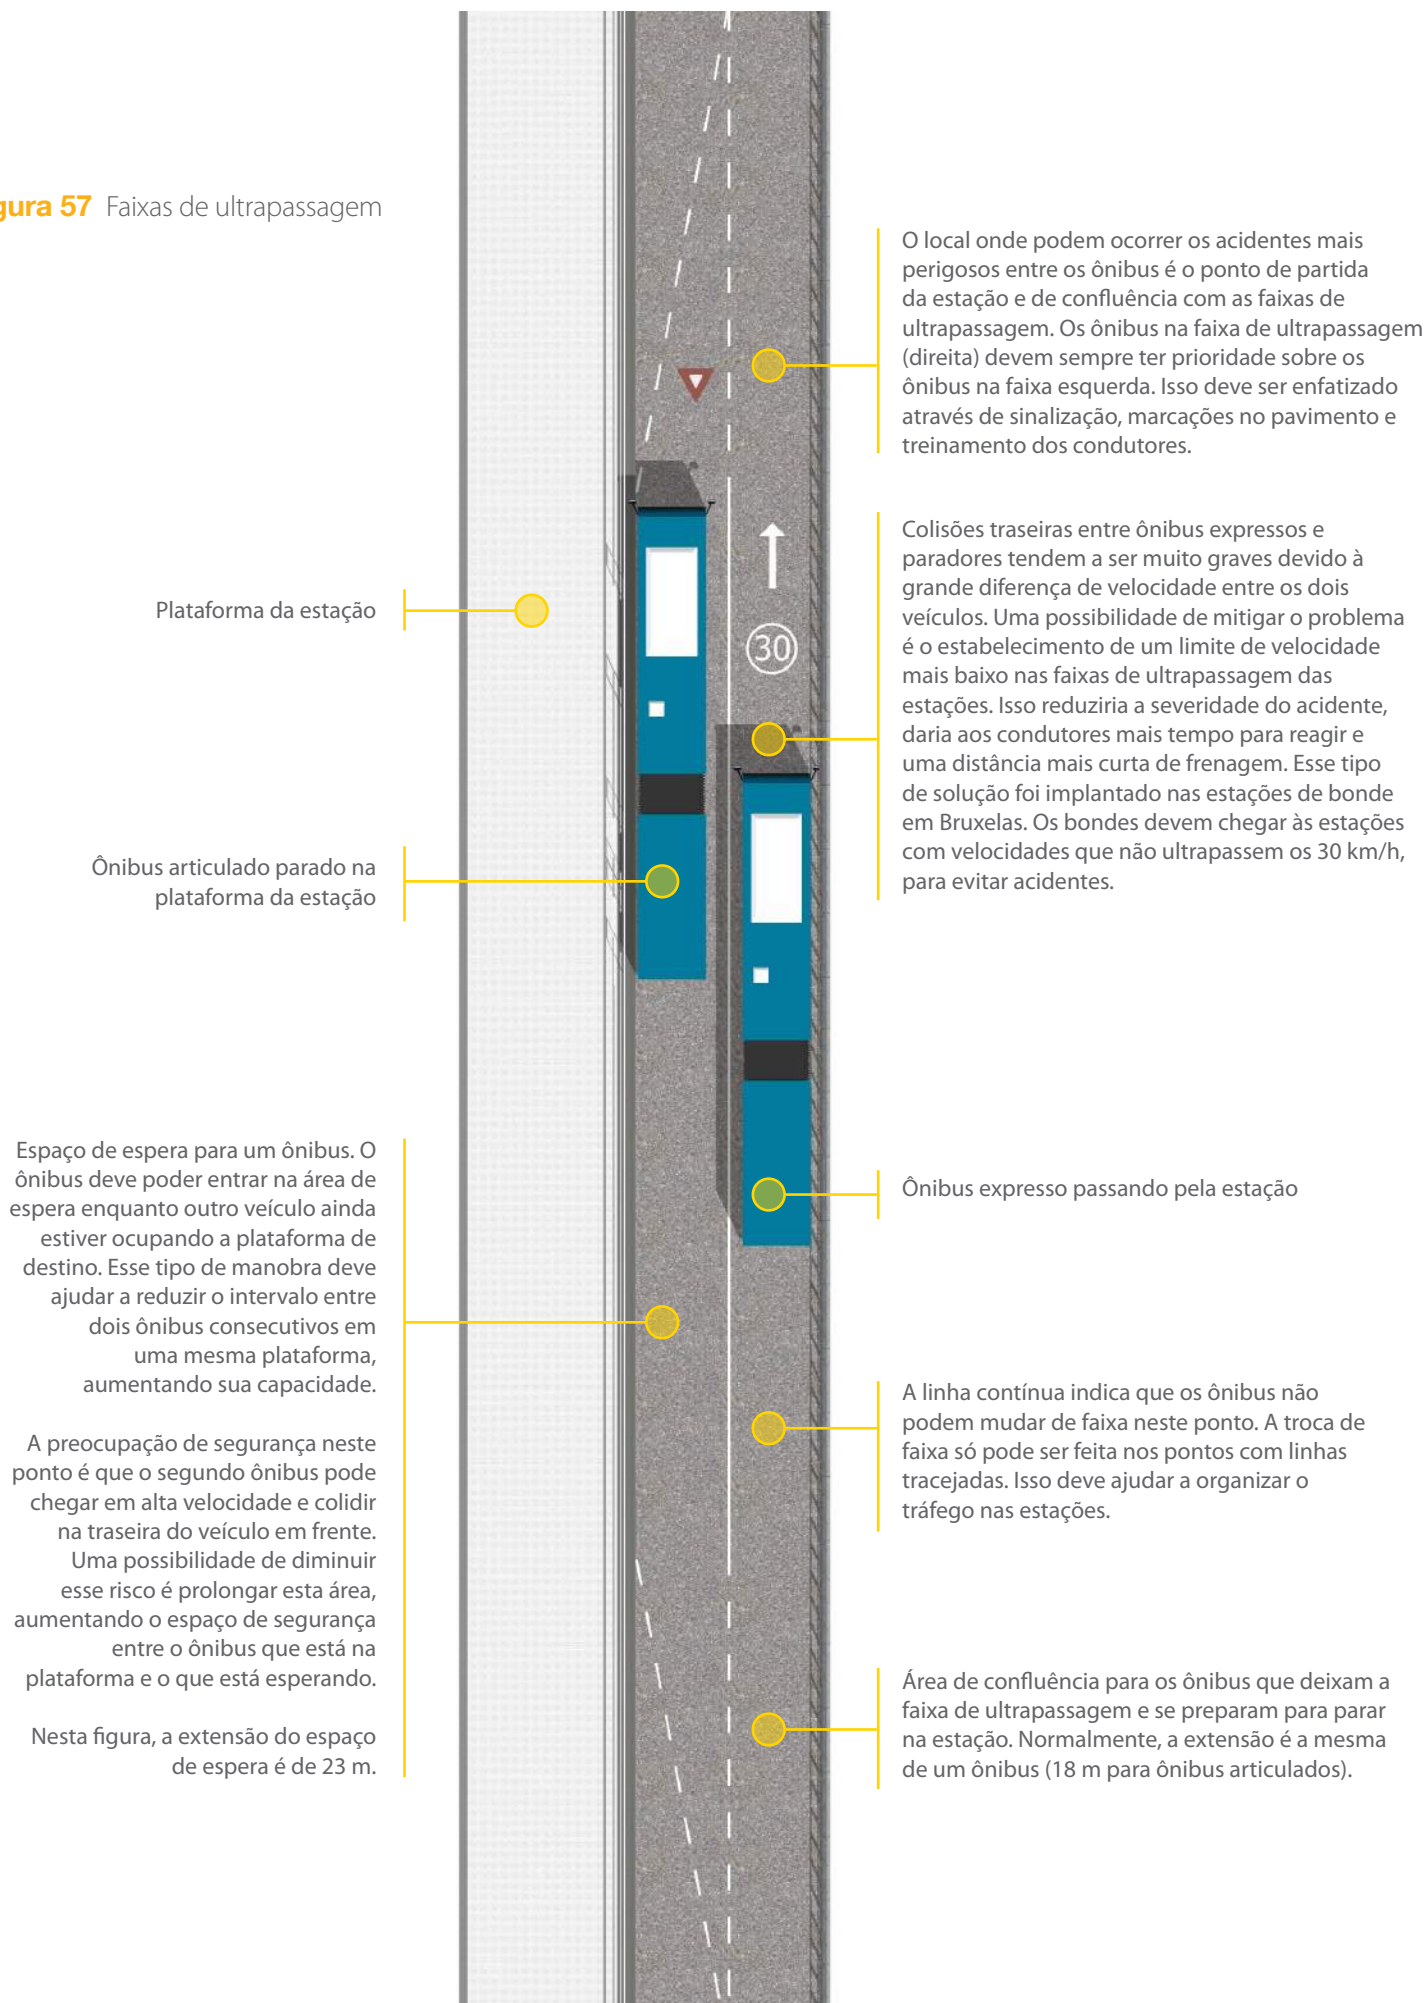 gura 57 Faixas de ultrapassagem
O local onde podem ocorrer os acidentes mais
perigosos entre os ônibus é o ponto de partida
da estação e de confluência com as faixas de
ultrapassagem. Os ônibus na faixa de ultrapassagem
(direita) devem sempre ter prioridade sobre os
ônibus na faixa esquerda. Isso deve ser enfatizado
através de sinalização, marcações no pavimento e
treinamento dos condutores.
Colisões traseiras entre ônibus expressos e
paradores tendem a ser muito graves devido à
grande diferença de velocidade entre os dois
veículos. Uma possibilidade de mitigar o problema
é o estabelecimento de um limite de velocidade
mais baixo nas faixas de ultrapassagem das
estações. Isso reduziria a severidade do acidente,
daria aos condutores mais tempo para reagir e
uma distância mais curta de frenagem. Esse tipo
de solução foi implantado nas estações de bonde
em Bruxelas. Os bondes devem chegar às estações
com velocidades que não ultrapassem os 30 km/h,
para evitar acidentes.
Plataforma da estação
30
Ônibus articulado parado na
plataforma da estação
Espaço de espera para um ônibus. O
ônibus deve poder entrar na área de
espera enquanto outro veículo ainda
estiver ocupando a plataforma de
destino. Esse tipo de manobra deve
ajudar a reduzir o intervalo entre
dois ônibus consecutivos em
uma mesma plataforma,
aumentando sua capacidade.
A preocupação de segurança neste
ponto é que o segundo ônibus pode
chegar em alta velocidade e colidir
na traseira do veículo em frente.
Uma possibilidade de diminuir
esse risco é prolongar esta área,
aumentando o espaço de segurança
entre o ônibus que está na
plataforma e o que está esperando.
Nesta figura, a extensão do espaço
de espera é de 23 m.
Ônibus expresso passando pela estação
A linha contínua indica que os ônibus não
podem mudar de faixa neste ponto. A troca de
faixa só pode ser feita nos pontos com linhas
tracejadas. Isso deve ajudar a organizar o
tráfego nas estações.
Área de confluência para os ônibus que deixam a
faixa de ultrapassagem e se preparam para parar
na estação. Normalmente, a extensão é a mesma
de um ônibus (18 m para ônibus articulados).